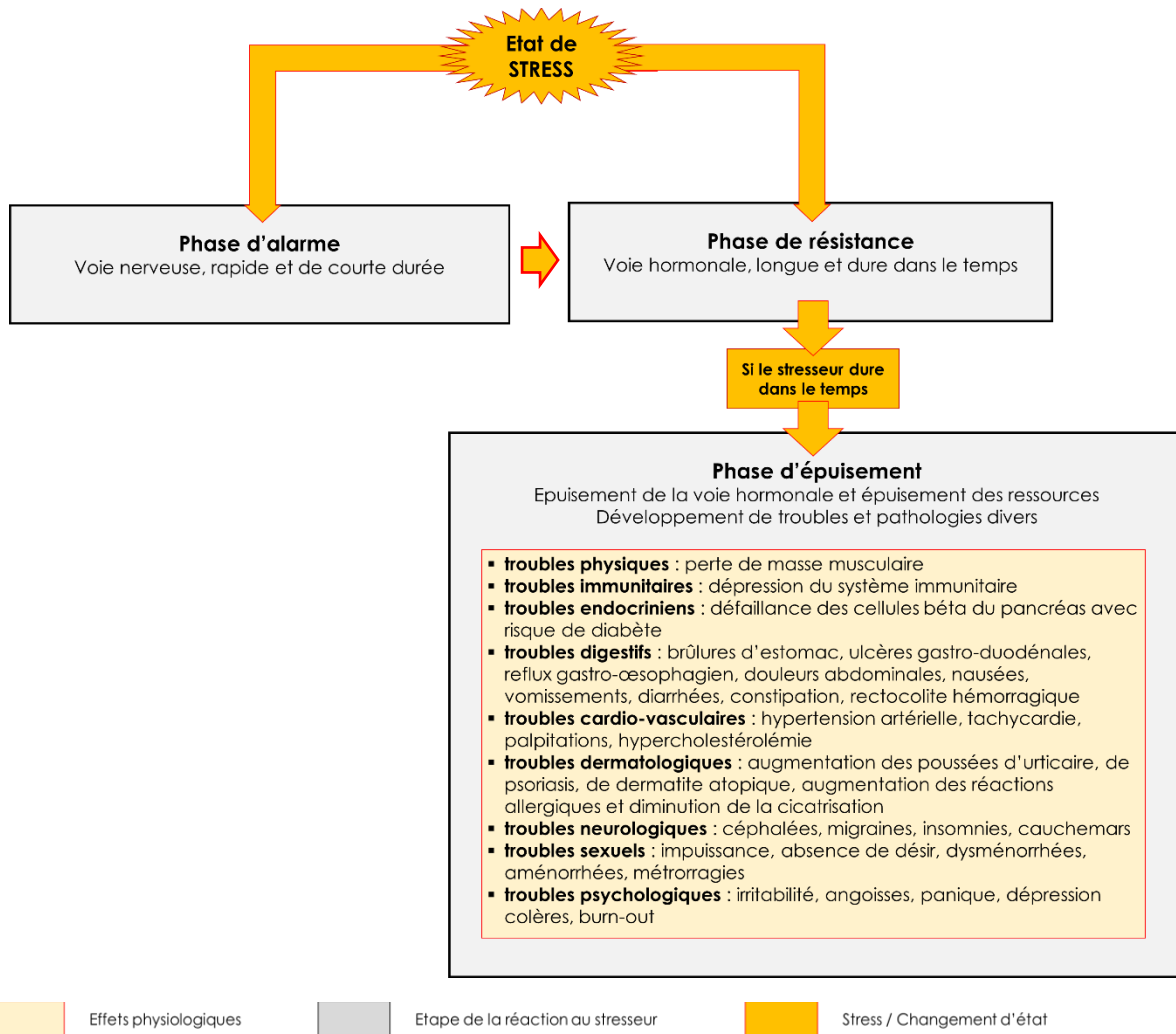 Etat de
STRESS
Phase d'alarme
Voie nerveuse, rapide et de courte durée
Phase de résistance
Voie hormonale, longue et dure dans le temps
Si le stresseur dure
dans le temps
Phase d'épuisement
Epuisement de la voie hormonale et épuisement des ressources
Développement de troubles et pathologies divers
▪ troubles physiques : perte de masse musculaire
▪ troubles immunitaires : dépression du système immunitaire
▪ troubles endocriniens : défaillance des cellules béta du pancréas avec
risque de diabète
▪ troubles digestifs : brûlures d'estomac, ulcères gastro-duodénales,
reflux gastro-œsophagien, douleurs abdominales, nausées,
vomissements, diarrhées, constipation, rectocolite hémorragique
▪ troubles cardio-vasculaires : hypertension artérielle, tachycardie,
palpitations, hypercholestérolémie
▪ troubles dermatologiques : augmentation des poussées d'urticaire, de
psoriasis, de dermatite atopique, augmentation des réactions
allergiques et diminution de la cicatrisation
▪ troubles neurologiques : céphalées, migraines, insomnies, cauchemars
▪ troubles sexuels : impuissance, absence de désir, dysménorrhées,
aménorrhées, métrorragies
▪ troubles psychologiques : irritabilité, angoisses, panique, dépression
colères, burn-out
Effets physiologiques
Etape de la réaction au stresseur
Stress / Changement d'état